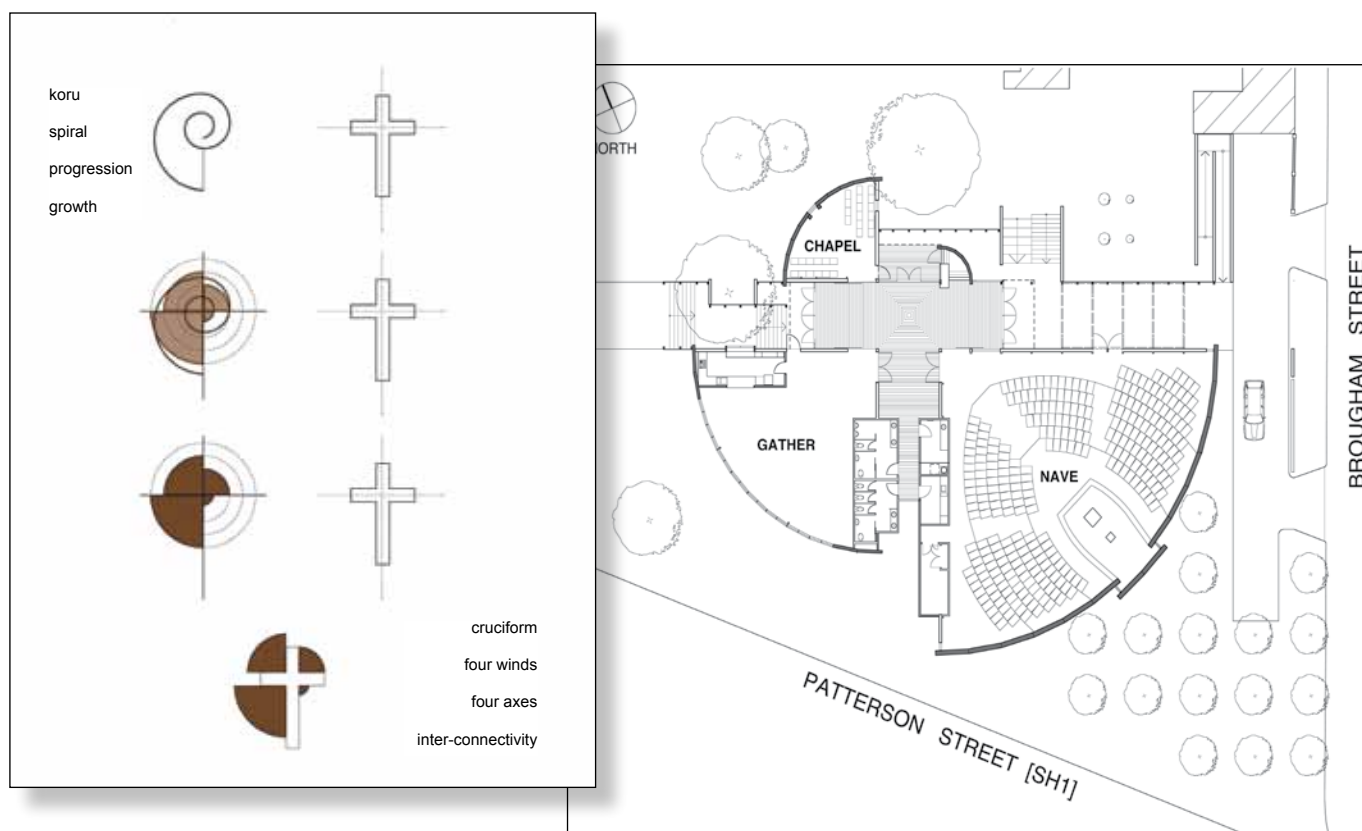 koru
spiral
progression
growth
cruciform
four winds
four axes
inter-connectivity
ORTH
CHAPEL
GATHER
NAVE
BROUGHAM STREET
PATTERSON STREET [SH1]